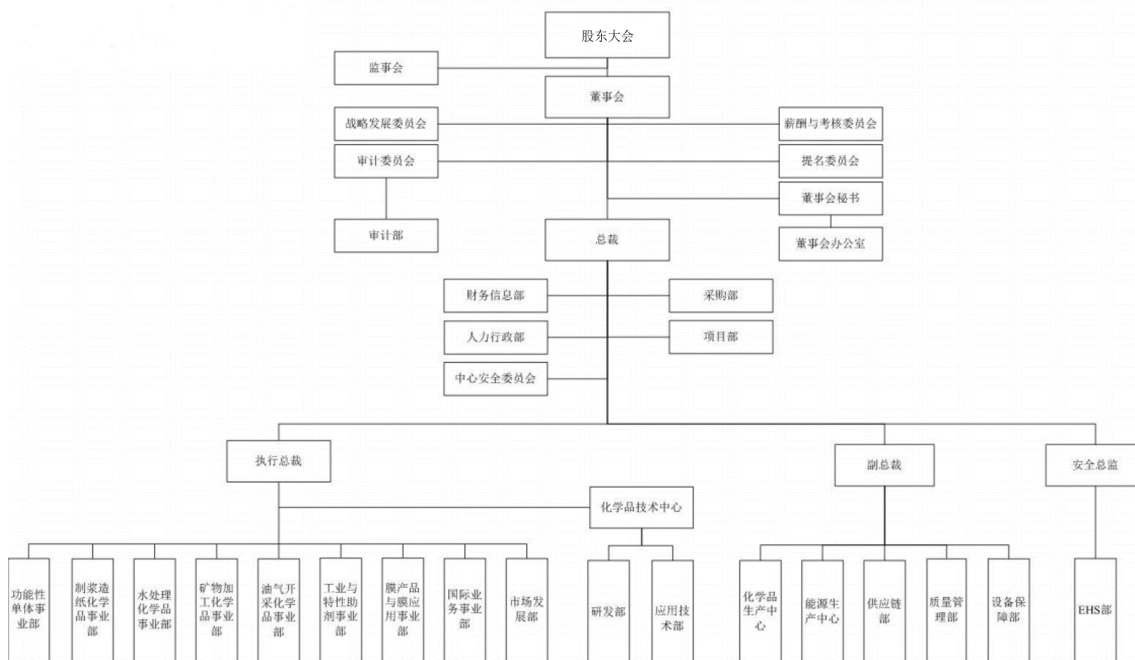 股东大会
监事会
董事会
战略发展委员会
薪酬与考核委员会
审计委员会
提名委员会
董事会秘书
审计部
总裁
董事会办公室
财务信息部
采购部
人力行政部
项目部
中心安全委员会
执行总裁
副总裁
安全总监
化学品技术中心
功能性
单体事
业部
制浆造
纸化学
品事业
部
水处理
化学品
事业部
矿物加
工化学
品事业
部
油气开
采化学
品事业
部
工业与
特性助
剂事业
部
膜产品
与膜应
用事业
部
国际业
务事业
部
市场发
展部
研发部
应用技
术部
化学品
生产中
心
能源生
产中心
供应链
部
质量管
理部
设备保
障部
EHS部